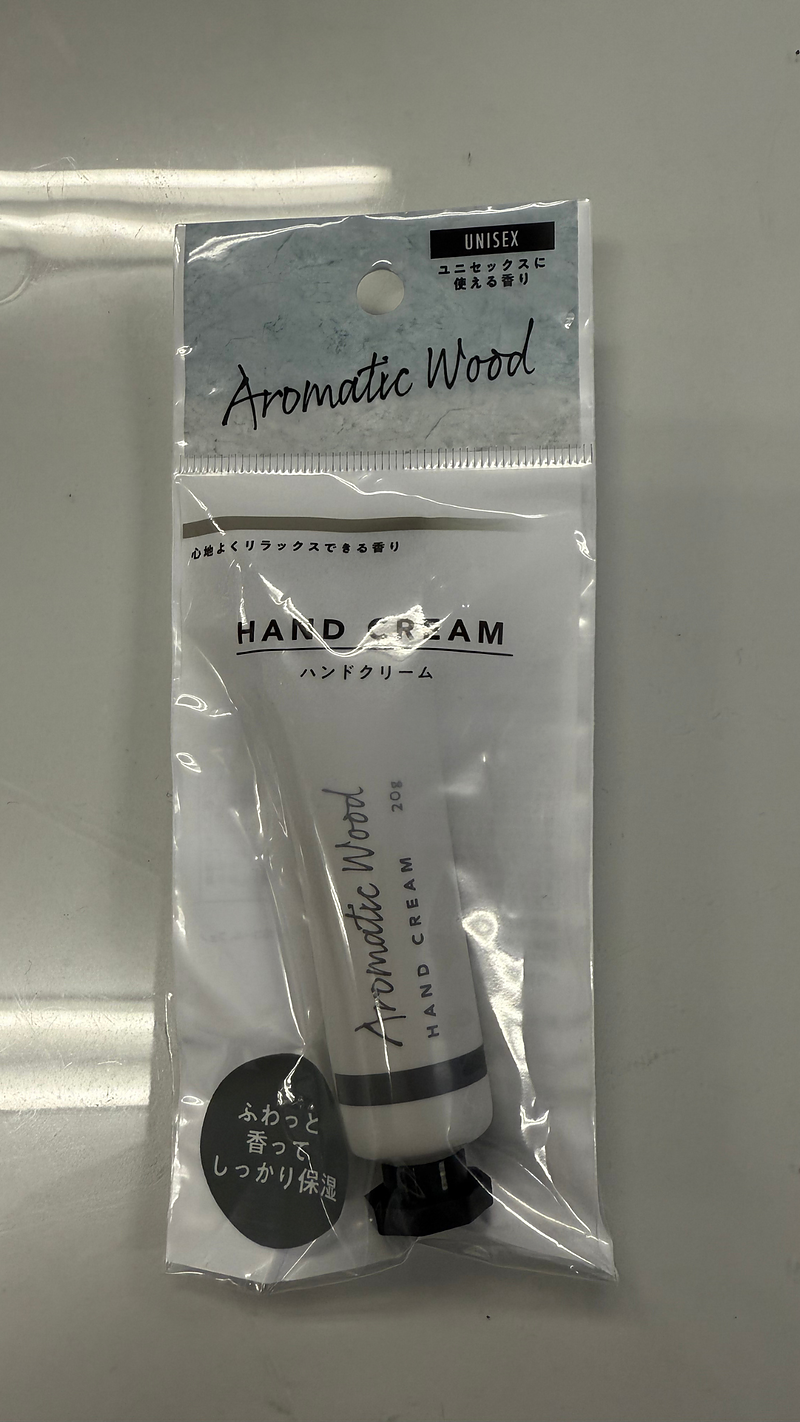 UNISEX
ユニセックスに
使える香り
Aromatic Wood
心地よくリラックスできる香り
HAND CREAM
ハンドクリーム
Aromatic Wood
HAND CREAM 20g
ふわっと
香って
しっかり保湿